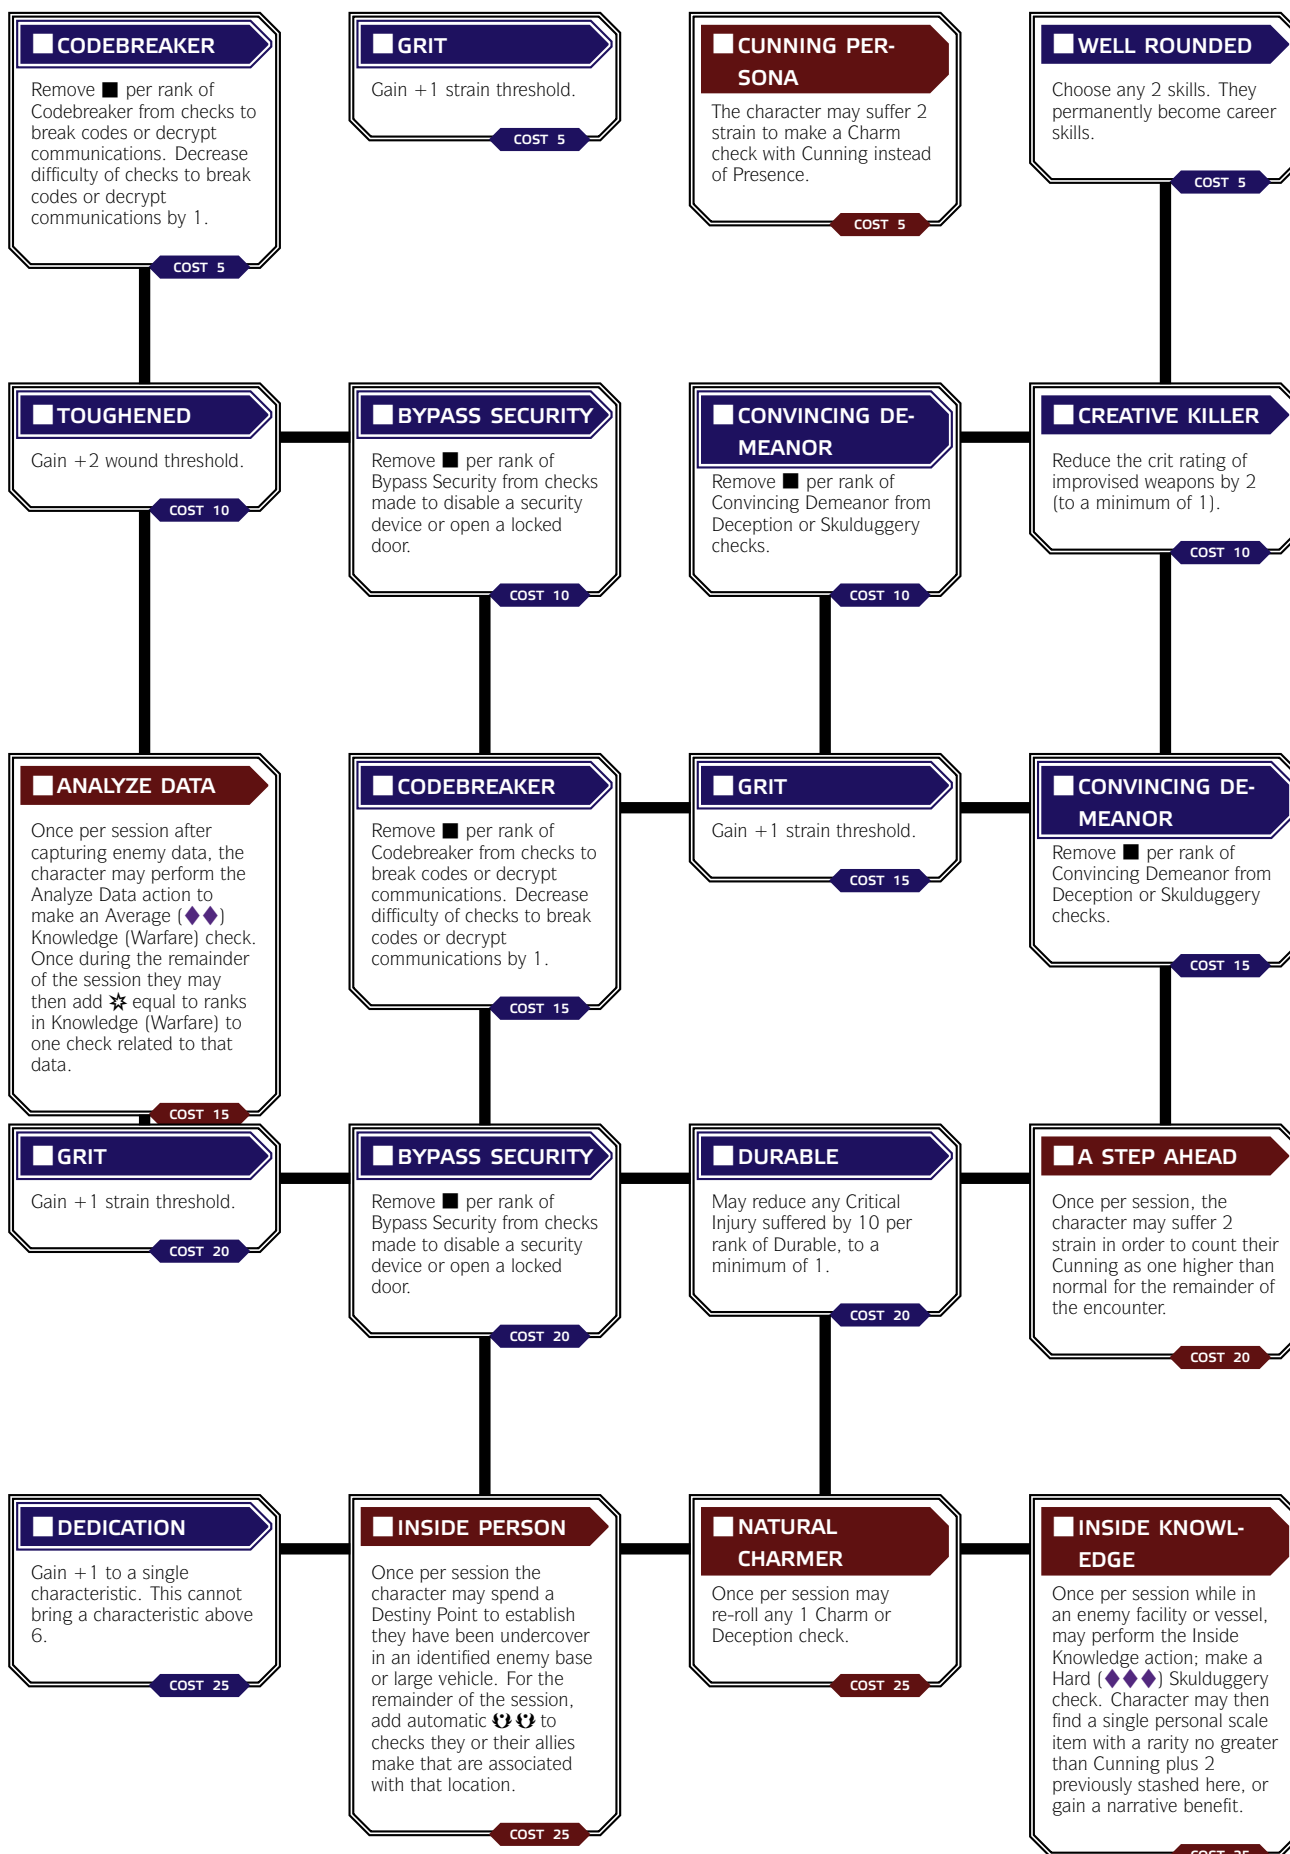 CODEBREAKER
Remove ■ per rank of
Codebreaker from checks to
break codes or decrypt
communications. Decrease
difficulty of checks to break
codes or decrypt
communications by 1.
COST 5
GRIT
Gain +1 strain threshold.
COST 5
CUNNING PER-
SONA
The character may suffer 2
strain to make a Charm
check with Cunning instead
of Presence.
COST 5
WELL ROUNDED
Choose any 2 skills. They
permanently become career
skills.
COST 5
TOUGHENED
Gain +2 wound threshold.
COST 10
BYPASS SECURITY
Remove ■ per rank of
Bypass Security from checks
made to disable a security
device or open a locked
door.
COST 10
CONVINCING DE-
MEANOR
Remove ■ per rank of
Convincing Demeanor from
Deception or Skulduggery
checks.
COST 10
CREATIVE KILLER
Reduce the crit rating of
improvised weapons by 2
(to a minimum of 1).
COST 10
ANALYZE DATA
Once per session after
capturing enemy data, the
character may perform the
Analyze Data action to
make an Average (♦♦)
Knowledge (Warfare) check.
Once during the remainder
of the session they may
then add equal to ranks
in Knowledge (Warfare) to
one check related to that
data.
COST 15
CODEBREAKER
Remove ■ per rank of
Codebreaker from checks to
break codes or decrypt
communications. Decrease
difficulty of checks to break
codes or decrypt
communications by 1.
COST 15
GRIT
Gain +1 strain threshold.
COST 15
CONVINCING DE-
MEANOR
Remove ■ per rank of
Convincing Demeanor from
Deception or Skulduggery
checks.
COST 15
GRIT
Gain +1 strain threshold.
COST 20
BYPASS SECURITY
Remove ■ per rank of
Bypass Security from checks
made to disable a security
device or open a locked
door.
COST 20
DURABLE
May reduce any Critical
Injury suffered by 10 per
rank of Durable, to a
minimum of 1.
COST 20
A STEP AHEAD
Once per session, the
character may suffer 2
strain in order to count their
Cunning as one higher than
normal for the remainder of
the encounter.
COST 20
DEDICATION
Gain +1 to a single
characteristic. This cannot
bring a characteristic above
6.
COST 25
INSIDE PERSON
Once per session the
character may spend a
Destiny Point to establish
they have been undercover
in an identified enemy base
or large vehicle. For the
remainder of the session,
add automatic to
checks they or their allies
make that are associated
with that location.
COST 25
NATURAL
CHARMER
Once per session may
re-roll any 1 Charm or
Deception check.
COST 25
INSIDE KNOWL-
EDGE
Once per session while in
an enemy facility or vessel,
may perform the Inside
Knowledge action; make a
Hard (♦♦♦) Skulduggery
check. Character may then
find a single personal scale
item with a rarity no greater
than Cunning plus 2
previously stashed here, or
gain a narrative benefit.
COST 25